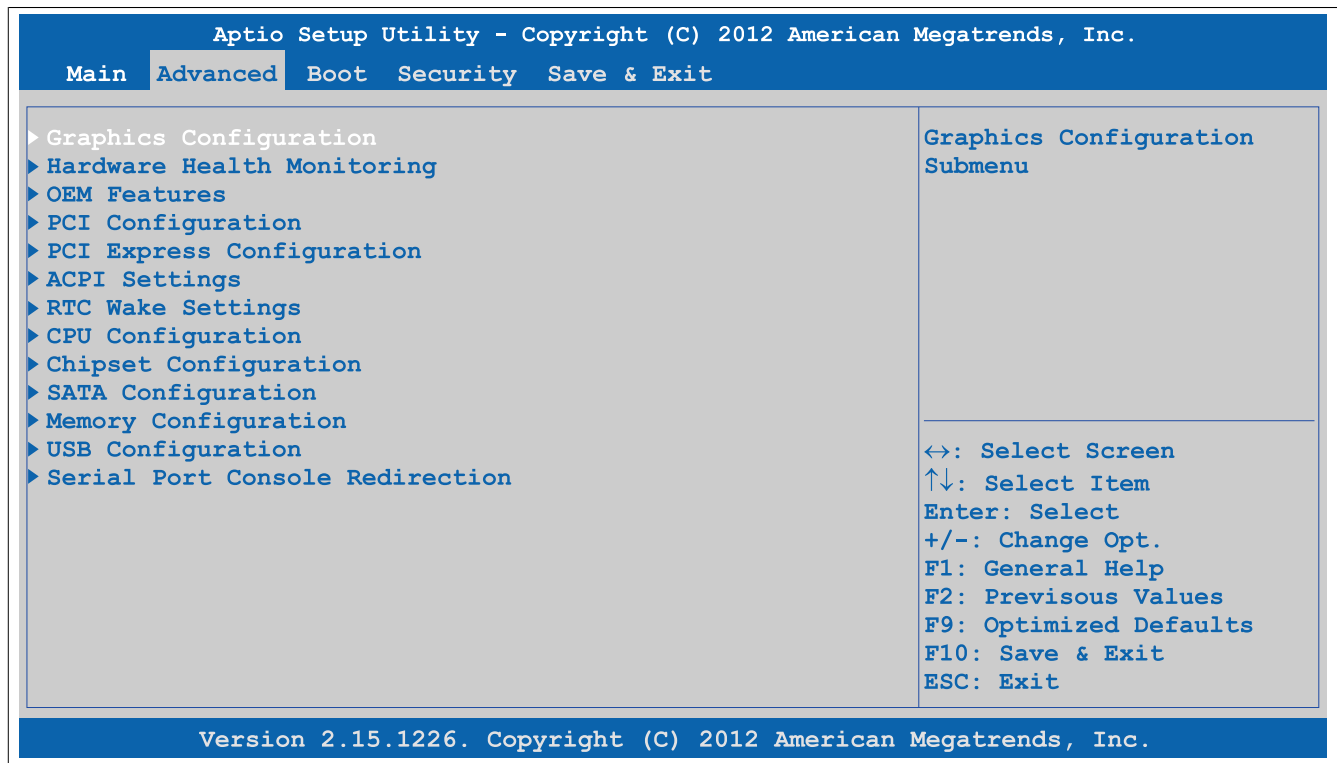 Aptio Setup Utility - Copyright (C) 2012 American Megatrends, Inc.
Main Advanced Boot Security Save & Exit
Graphics Configuration
Hardware Health Monitoring
OEM Features
PCI Configuration
PCI Express Configuration
ACPI Settings
RTC Wake Settings
CPU Configuration
Chipset Configuration
SATA Configuration
Memory Configuration
USB Configuration
Serial Port Console Redirection
Graphics Configuration
Submenu
↔: Select Screen
↑↓: Select Item
Enter: Select
+/-: Change Opt.
F1: General Help
F2: Previsous Values
F9: Optimized Defaults
F10: Save & Exit
ESC: Exit
Version 2.15.1226. Copyright (C) 2012 American Megatrends, Inc.